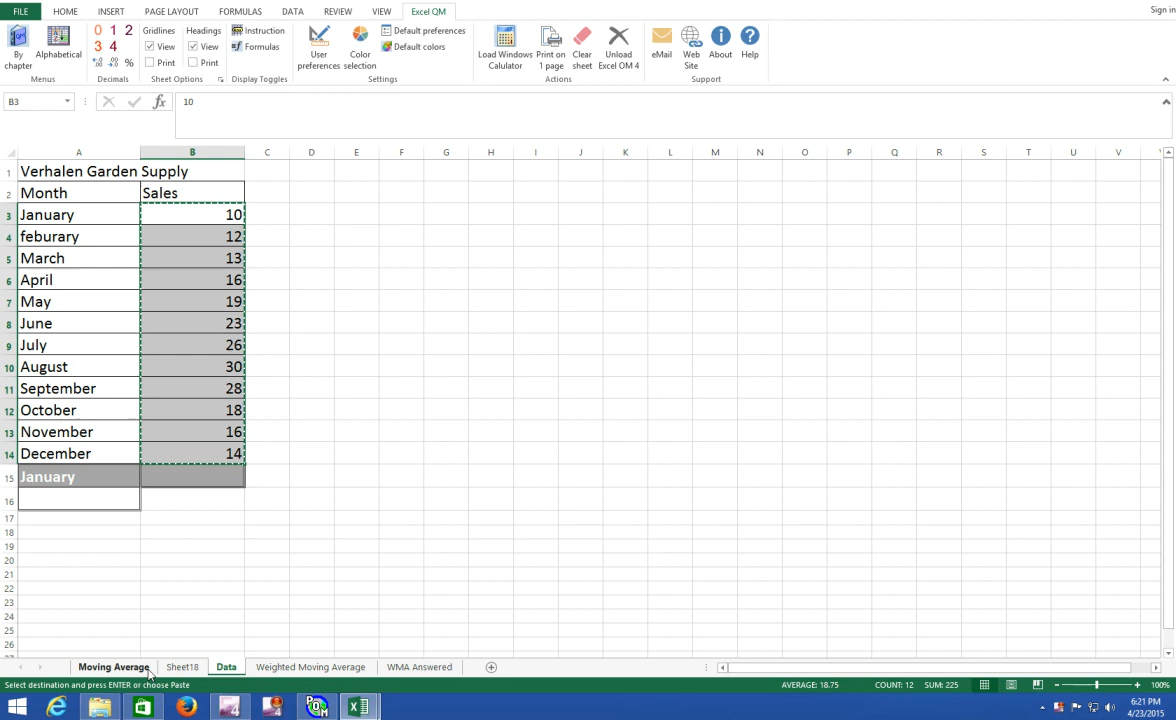 FILE HOME INSERT PAGE LAYOUT FORMULAS DATA REVIEW VIEW Excel QM Sign in
By chapter
Alphabetical
Menus
0 1 2
3 4
%
Decimals
Gridlines
View
Print
Headings
View
Print
Sheet Options
Instruction
Formulas
Display Toggles
User preferences
Color selection
Default preferences
Default colors
Settings
Load Windows Calulator
Print on 1 page
Clear sheet
Unload Excel OM 4
Actions
eMail
Web Site
About
Help
Support
B3 fx 10
A B C D E F G H I J K L M N O P Q R S T U V
1 Verhalen Garden Supply
2 Month Sales
3 January 10
4 feburary 12
5 March 13
6 April 16
7 May 19
8 June 23
9 July 26
10 August 30
11 September 28
12 October 18
13 November 16
14 December 14
15 January
16
17
18
19
20
21
22
23
24
25
26
Moving Average Sheet18 Data Weighted Moving Average WMA Answered
Select destination and press ENTER or choose Paste AVERAGE: 18.75 COUNT: 12 SUM: 225 100%
6:21 PM
4/23/2015